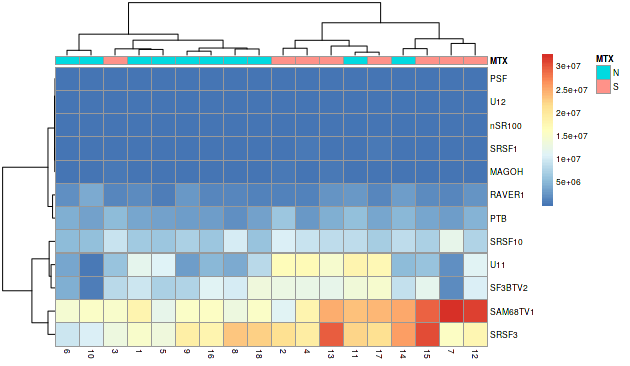 MTX
PSF
U12
nSR100
SRSF1
MAGOH
RAVER1
PTB
SRSF10
U11
SF3BTV2
SAM68TV1
SRSF3
6 10 3 1 5 9 16 8 18 2 4 13 11 17 14 15 7 12
3e+07
2.5e+07
2e+07
1.5e+07
1e+07
5e+06
MTX
N
S